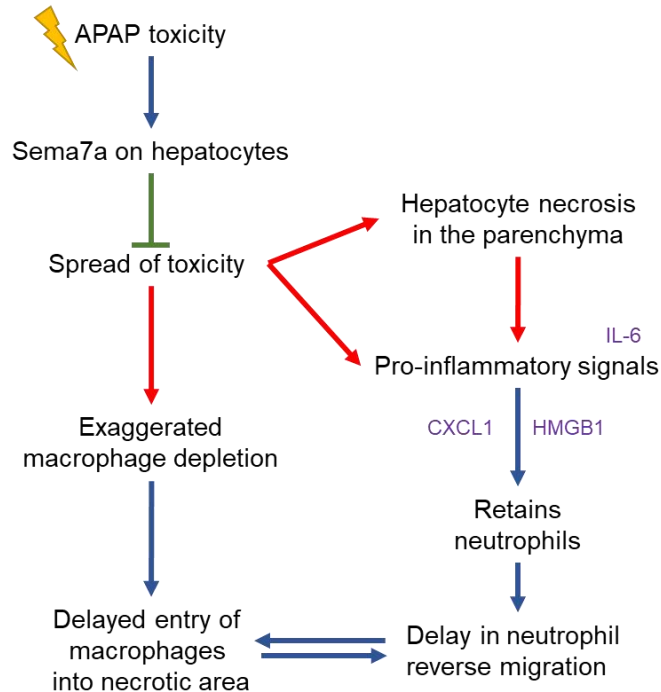 APAP toxicity
Sema7a on hepatocytes
Spread of toxicity
Exaggerated
macrophage depletion
Delayed entry of
macrophages
into necrotic area
Hepatocyte necrosis
in the parenchyma
IL-6
Pro-inflammatory signals
CXCL1
HMGB1
Retains
neutrophils
Delay in neutrophil
reverse migration